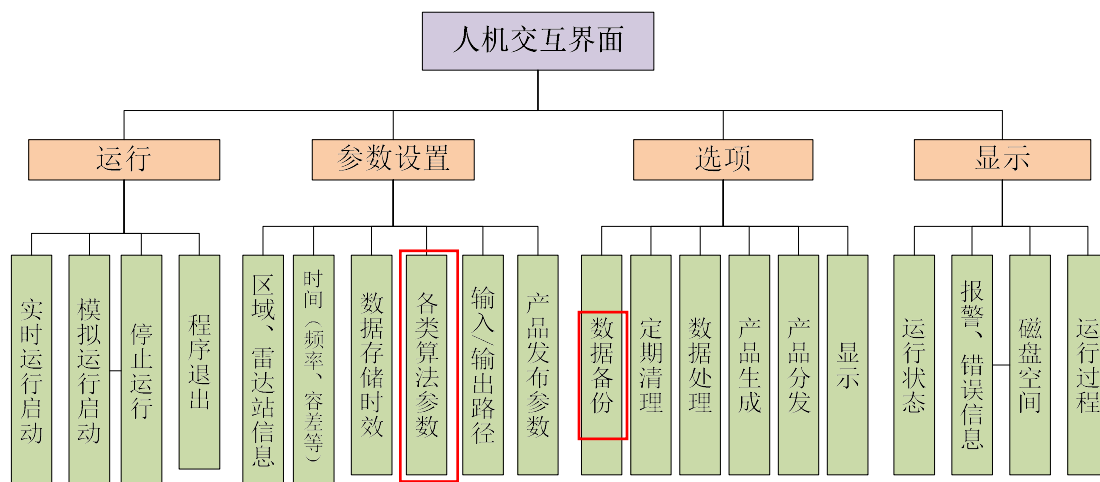 人机交互界面
运行
参数设置
选项
显示
实时运行启动
模拟运行启动
停止运行
程序退出
区域、雷达站信息
时间（频率、容差等）
数据存储时效
各类算法参数
输入/输出路径
产品发布参数
数据备份
定期清理
数据处理
产品生成
产品分发
显示
运行状态
报警、错误信息
磁盘空间
运行过程